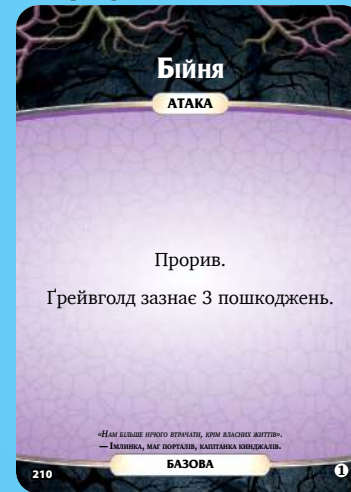 Бійня
АТАКА
Прорив.
Ґрейвголд зазнає 3 пошкоджень.
«Нам більше нічого втрачати, крім власних життів».
— Імлинка, маг порталів, капітанка кинджалів.
БАЗОВА
210
1